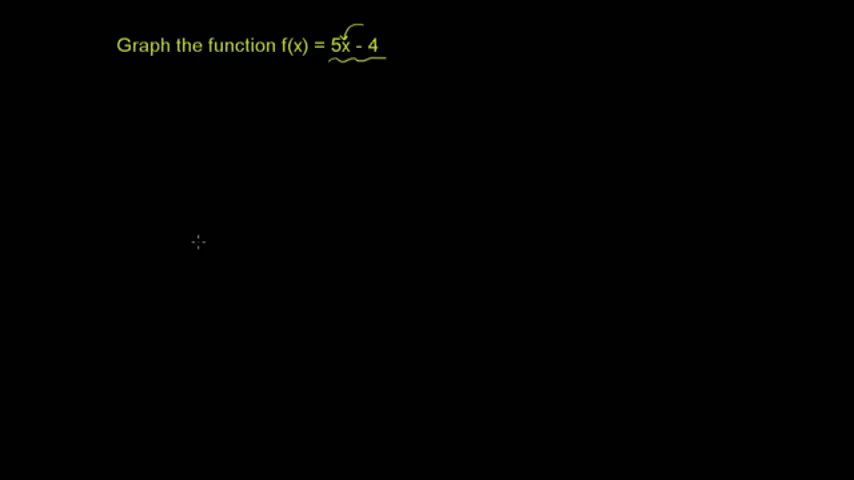 Graph the function f(x) = 5x - 4